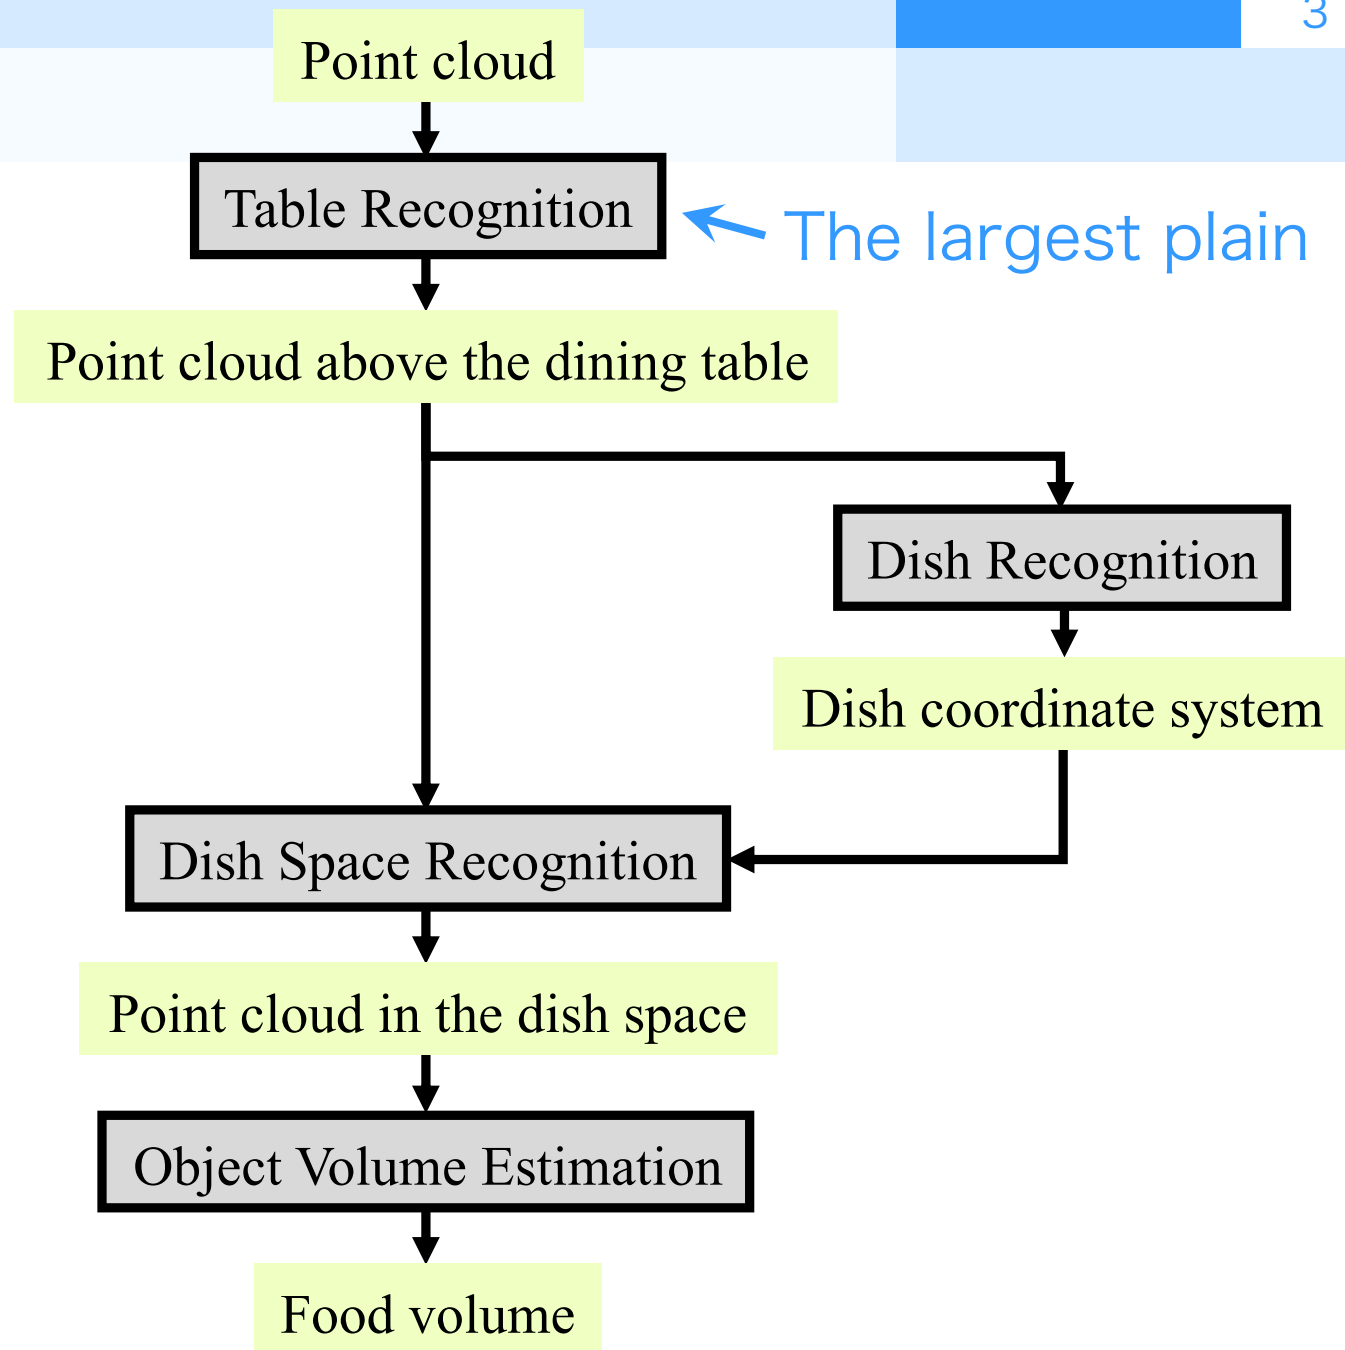 3
Point cloud
Table Recognition
The largest plain
Point cloud above the dining table
Dish Recognition
Dish coordinate system
Dish Space Recognition
Point cloud in the dish space
Object Volume Estimation
Food volume